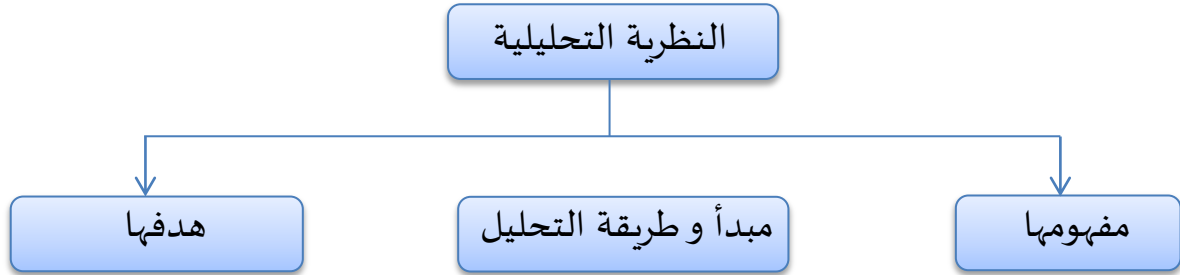 النظرية التحليلية
مفهومها
مبدأ و طريقة التحليل
هدفها